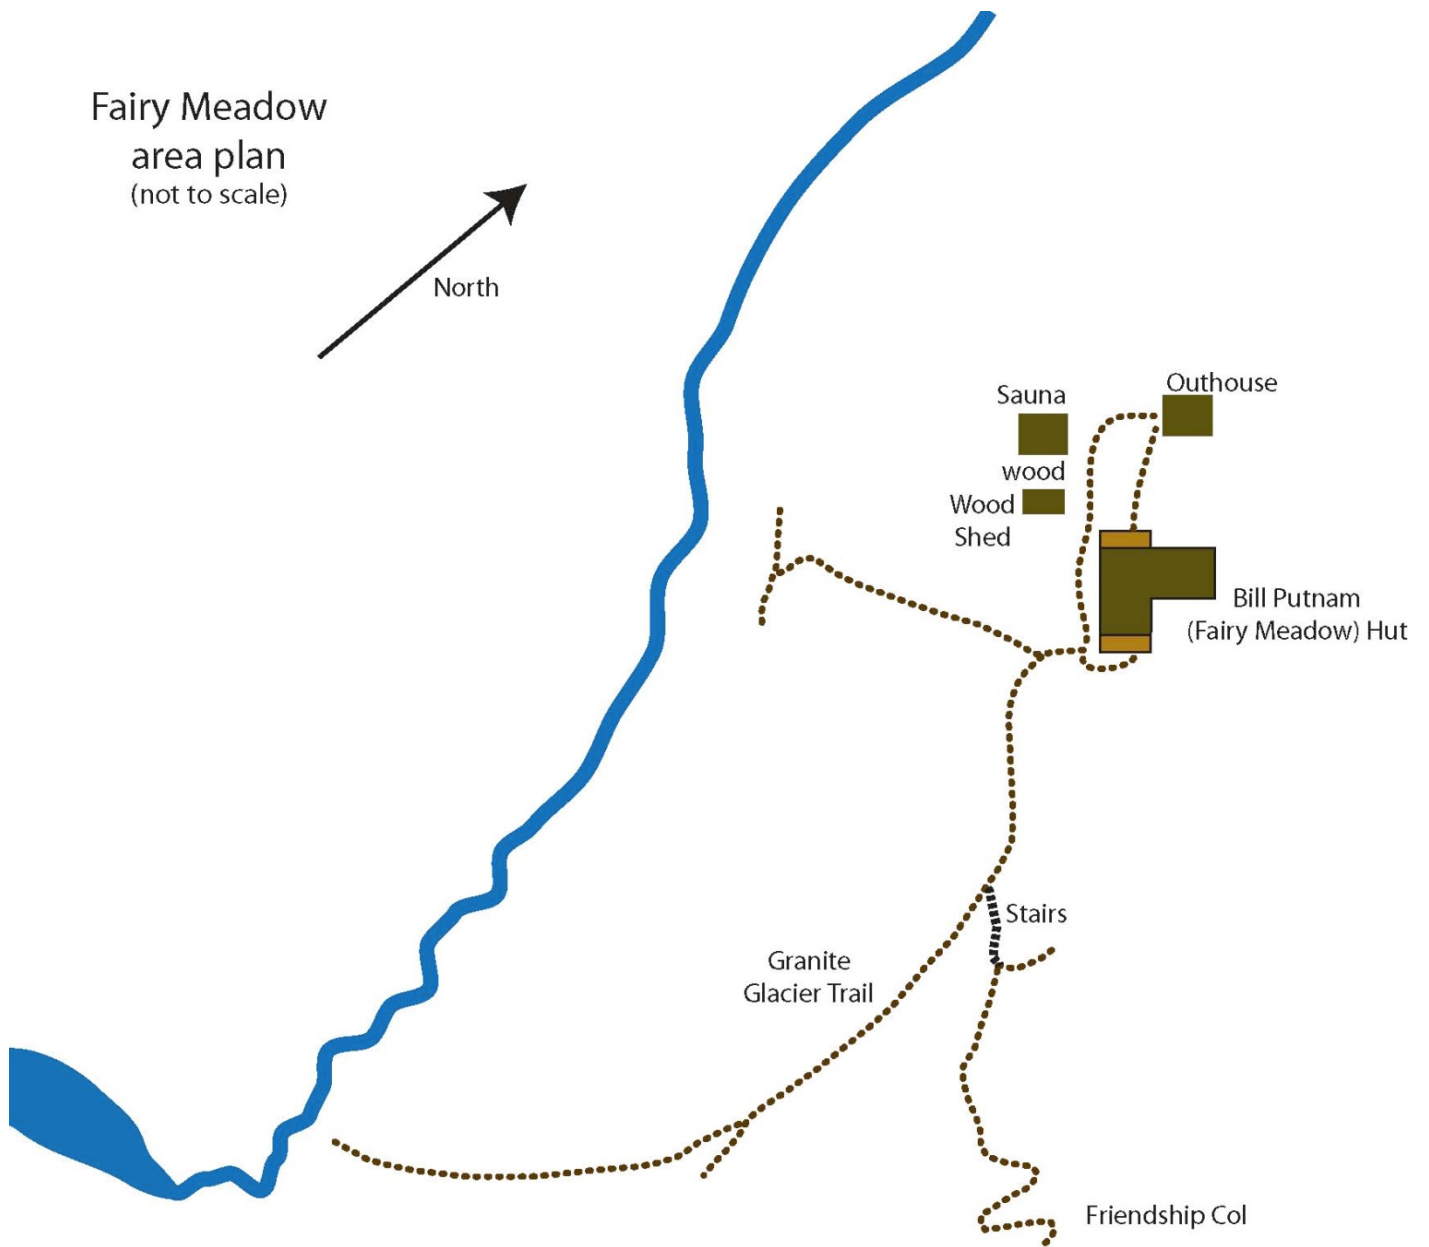 Fairy Meadow
area plan
(not to scale)
North
Sauna
Outhouse
wood
Wood
Shed
Bill Putnam
(Fairy Meadow) Hut
Stairs
Granite
Glacier Trail
Friendship Col